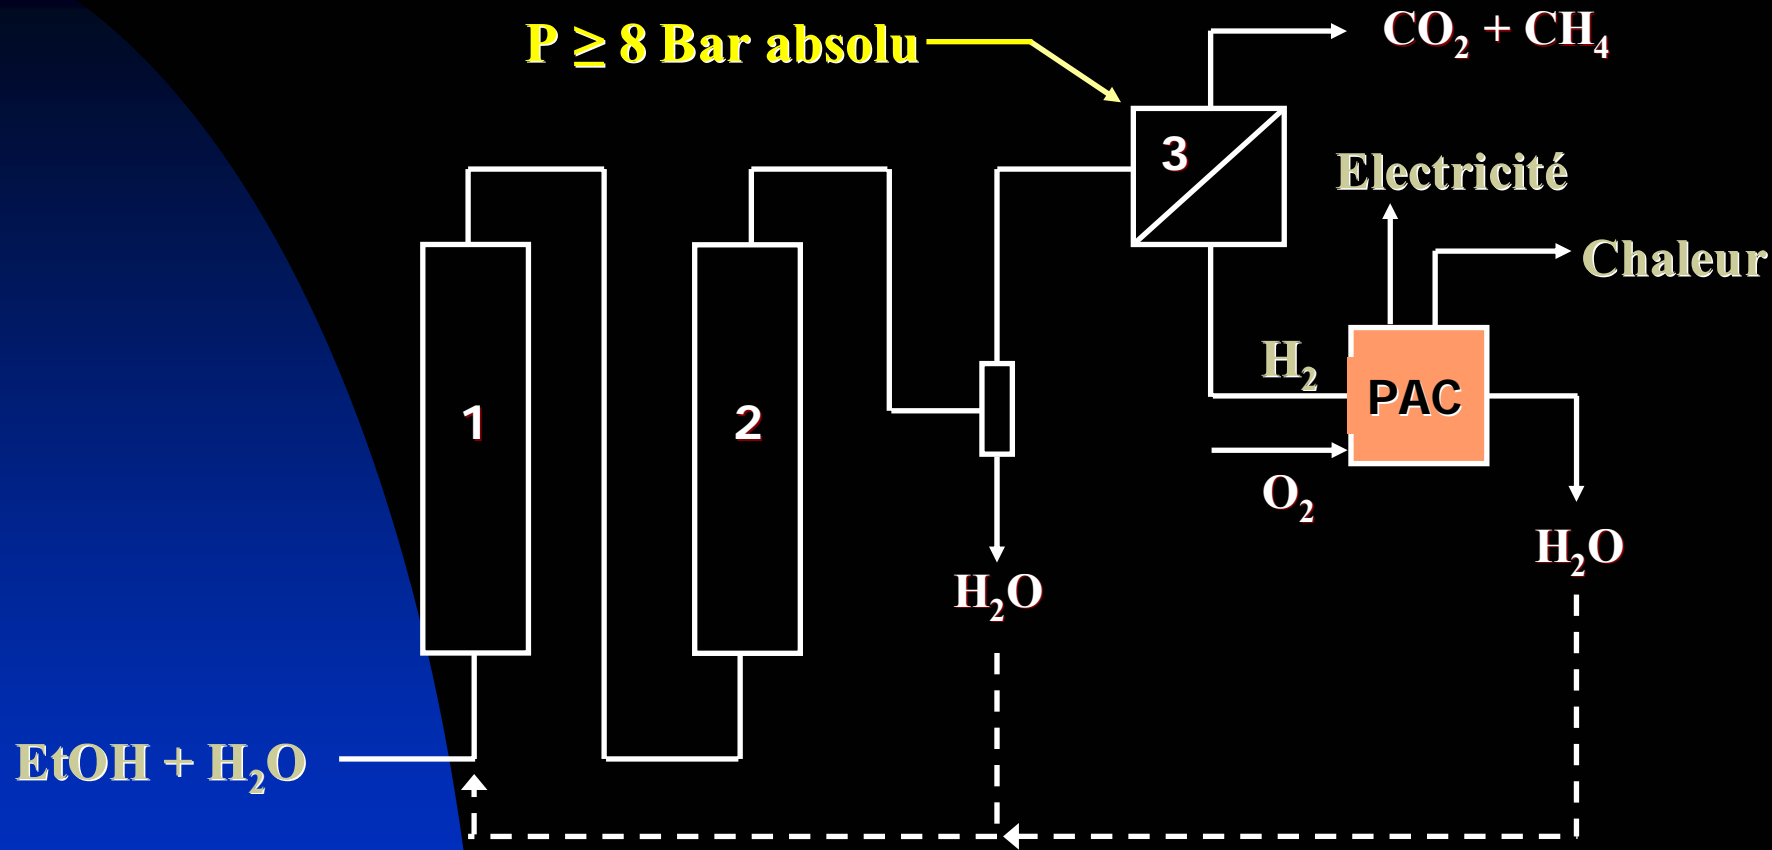 P ≥ 8 Bar absolu
CO₂ + CH₄
3
Electricité
Chaleur
H₂
PAC
1
2
O₂
H₂O
H₂O
EtOH + H₂O